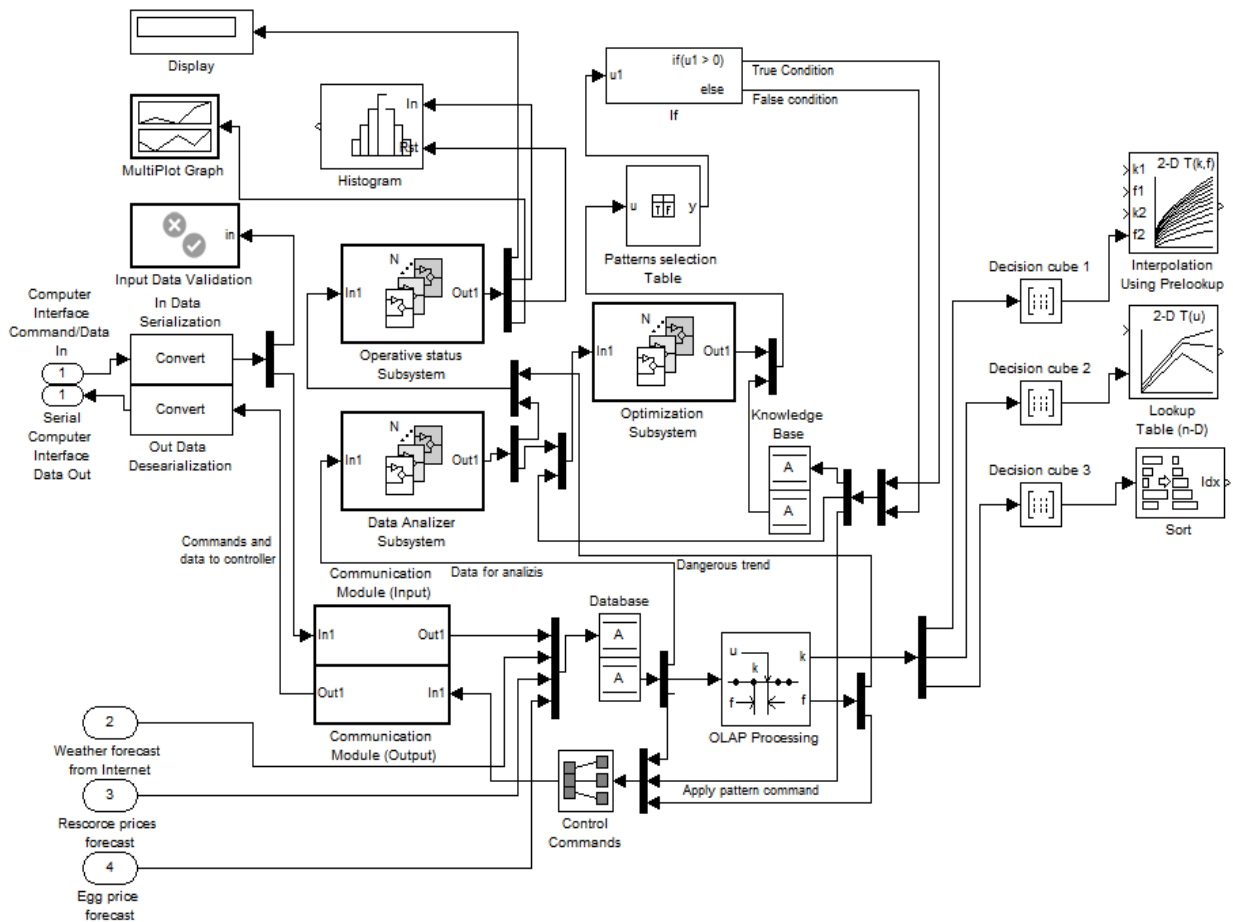 Display
MultiPlot Graph
in
Input Data Validation
In
Rst
Histogram
u1
if(u1 > 0)
else
If
True Condition
False condition
u
T F
y
Patterns selection
Table
k1
f1
k2
f2
2-D T(k,f)
Interpolation
Using Prelookup
Computer
Interface
Command/Data
In
1
1
Serial
Computer
Interface
Data Out
In Data
Serialization
Convert
Convert
Out Data
Desearialization
In1
N
Out1
Operative status
Subsystem
In1
N
Out1
Optimization
Subsystem
In1
N
Out1
Data Analizer
Subsystem
Knowledge
Base
A
A
Decision cube 1
Decision cube 2
Decision cube 3
2-D T(u)
Lookup
Table (n-D)
Idx
Sort
Commands and
data to controller
Data for analizis
Dangerous trend
Communication
Module (Input)
In1
Out1
Out1
In1
Communication
Module (Output)
Database
A
A
u
k
f
k
f
OLAP Processing
Apply pattern command
Control
Commands
2
Weather forecast
from Internet
3
Rescorce prices
forecast
4
Egg price
forecast